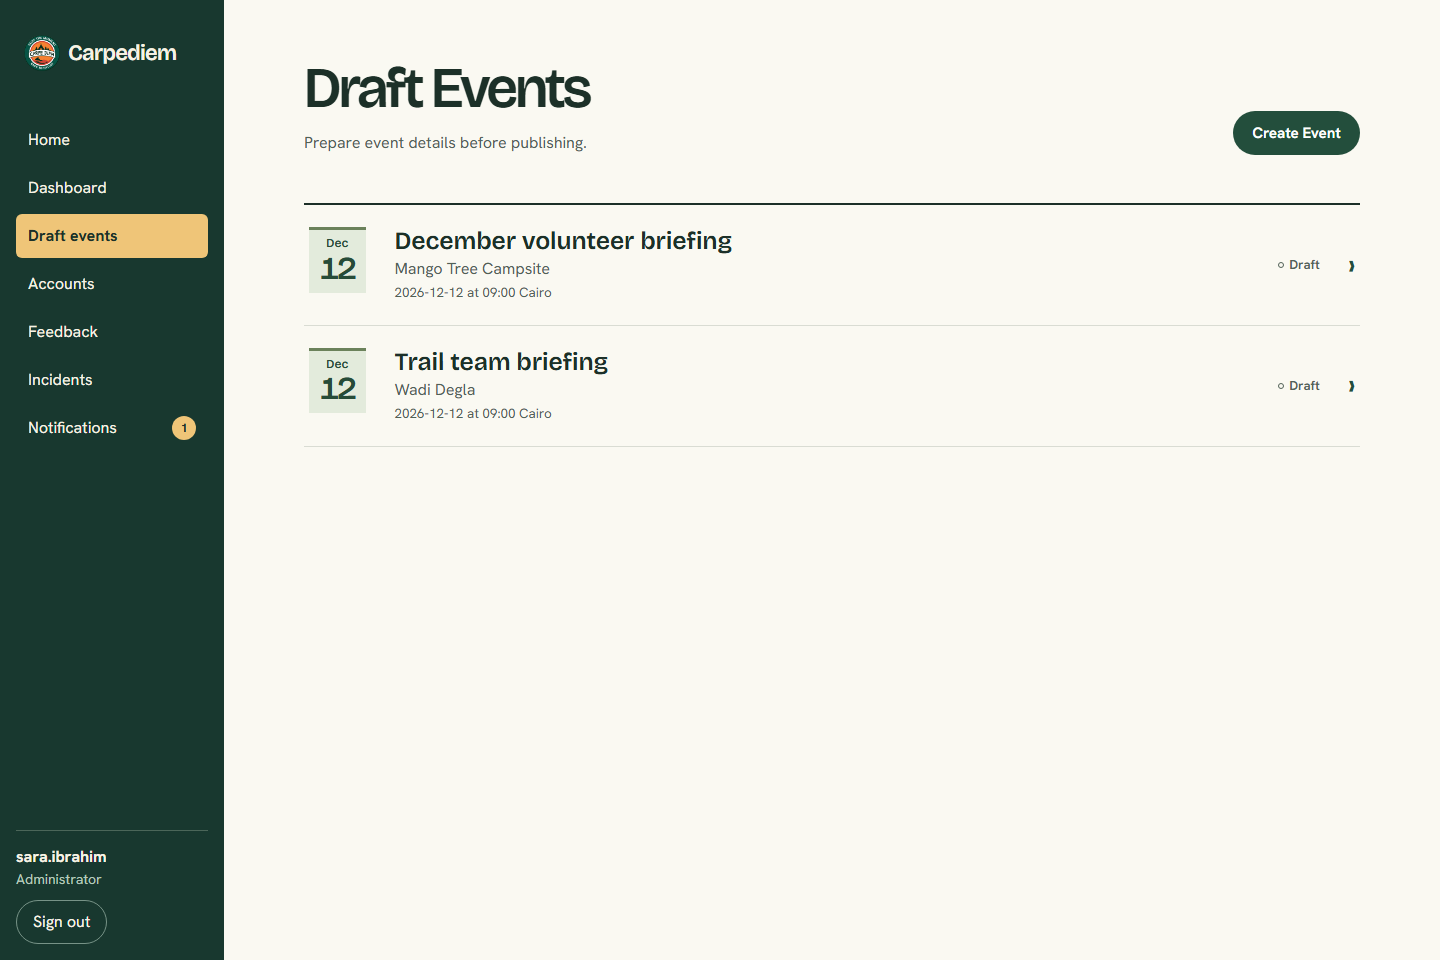 Carpediem
Home
Dashboard
Draft events
Accounts
Feedback
Incidents
Notifications 1
sara.ibrahim
Administrator
Sign out
Draft Events
Prepare event details before publishing.
Create Event
Dec
12
December volunteer briefing
Mango Tree Campsite
2026-12-12 at 09:00 Cairo
Draft
Dec
12
Trail team briefing
Wadi Degla
2026-12-12 at 09:00 Cairo
Draft